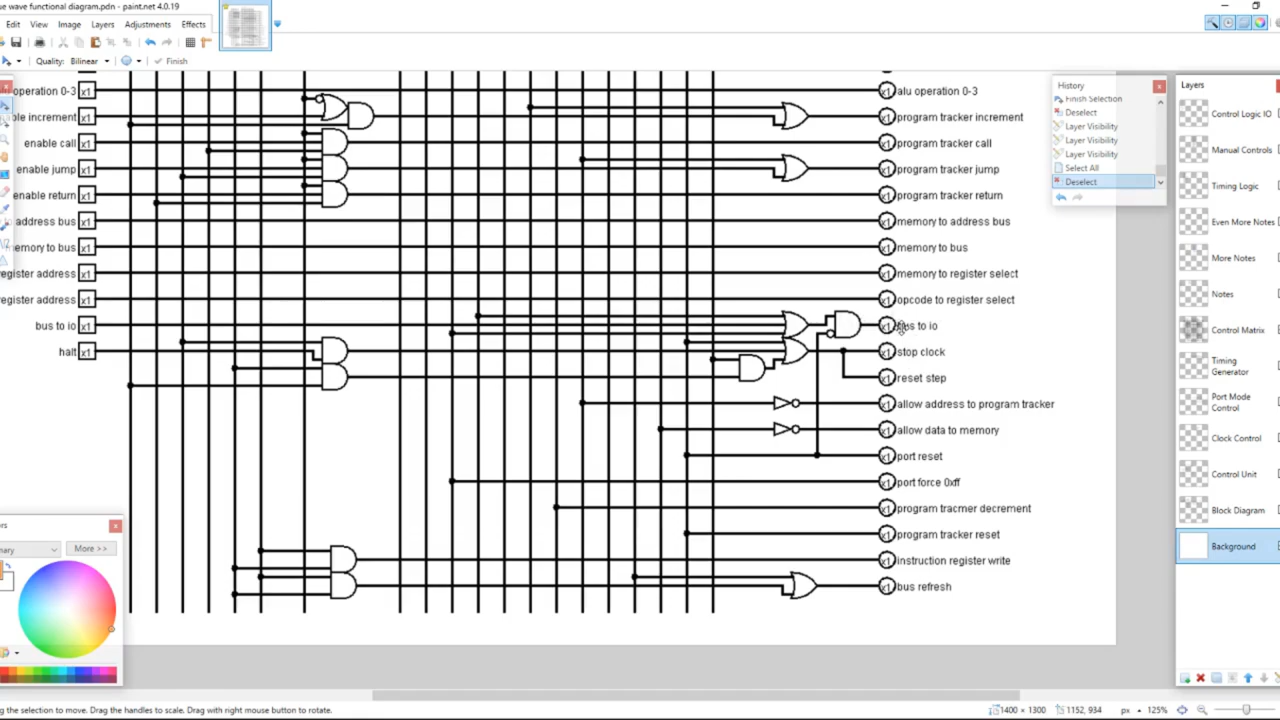 ue wave functional diagram.pdn - paint.net 4.0.19
Edit View Image Layers Adjustments Effects
Quality: Bilinear Finish
alu operation 0-3 x1
ble increment x1
enable call x1
enable jump x1
enable return x1
to address bus x1
emory to bus x1
register address x1
register address x1
bus to io x1
halt x1
x1 alu operation 0-3
x1 program tracker increment
x1 program tracker call
x1 program tracker jump
x1 program tracker return
x1 memory to address bus
x1 memory to bus
x1 memory to register select
x1 opcode to register select
x1 bus to io
x1 stop clock
x1 reset step
x1 allow address to program tracker
x1 allow data to memory
x1 port reset
x1 port force 0xff
x1 program tracmer decrement
x1 program tracker reset
x1 instruction register write
x1 bus refresh
History
Finish Selection
Deselect
Layer Visibility
Layer Visibility
Layer Visibility
Select All
Deselect
Layers
Control Logic IO
Manual Controls
Timing Logic
Even More Notes
More Notes
Notes
Control Matrix
Timing
Generator
Port Mode
Control
Clock Control
Control Unit
Block Diagram
Background
ors
mary More >>
ng the selection to move. Drag the handles to scale. Drag with right mouse button to rotate.
1400 × 1300 1152, 934 px 125%